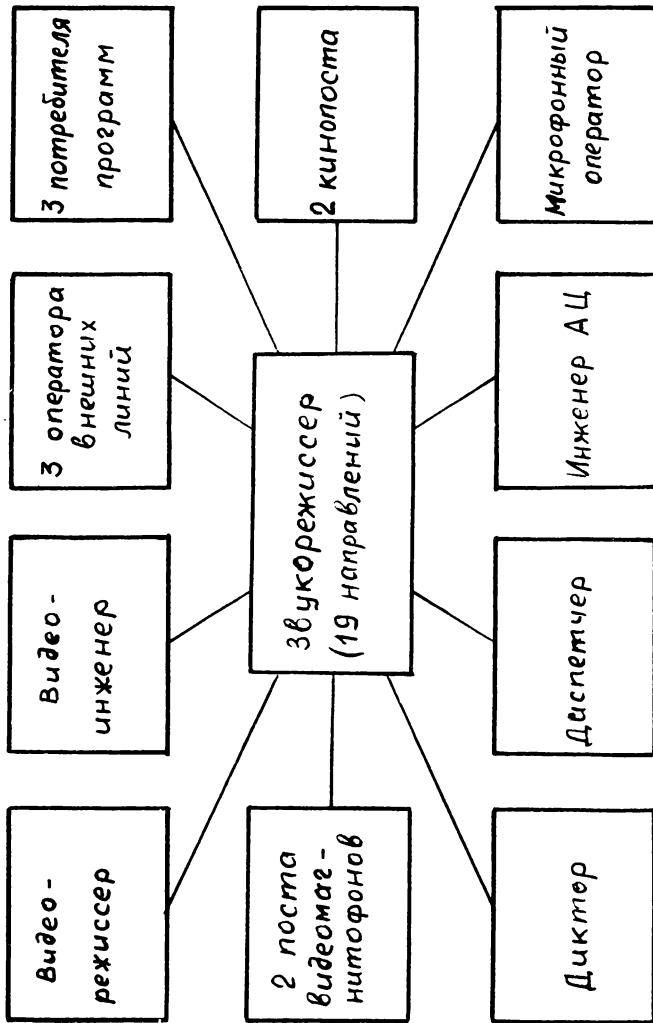 Видео-
режиссер
Видео-
инженер
3 оператора
внешних
линий
3 потребителя
программ
2 поста
видеомаг-
нитофонов
Звукорежиссер
(19 направлений)
2 кинопоста
Диктор
Диспетчер
Инженер АЦ
Микрофонный
оператор